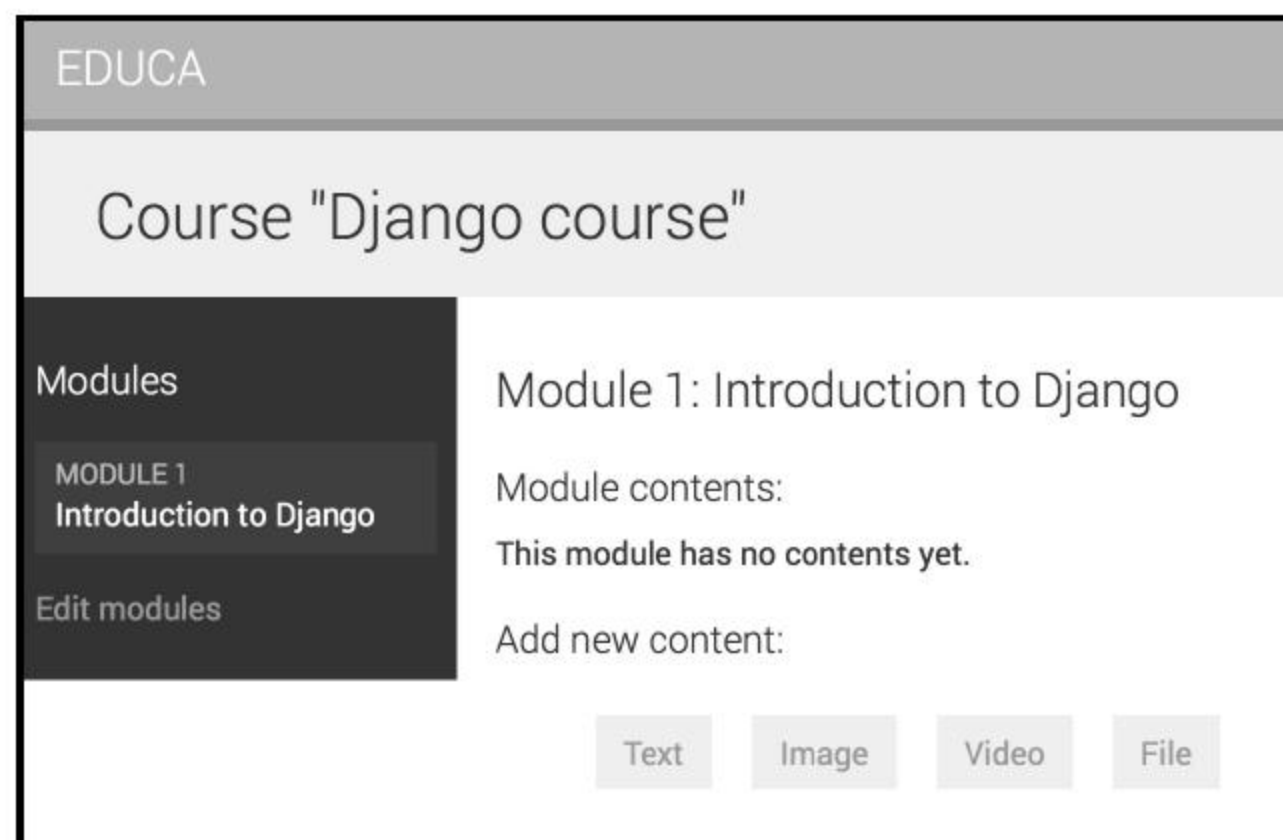 EDUCA
Course "Django course"
Modules
MODULE 1
Introduction to Django
Edit modules
Module 1: Introduction to Django
Module contents:
This module has no contents yet.
Add new content:
Text Image Video File